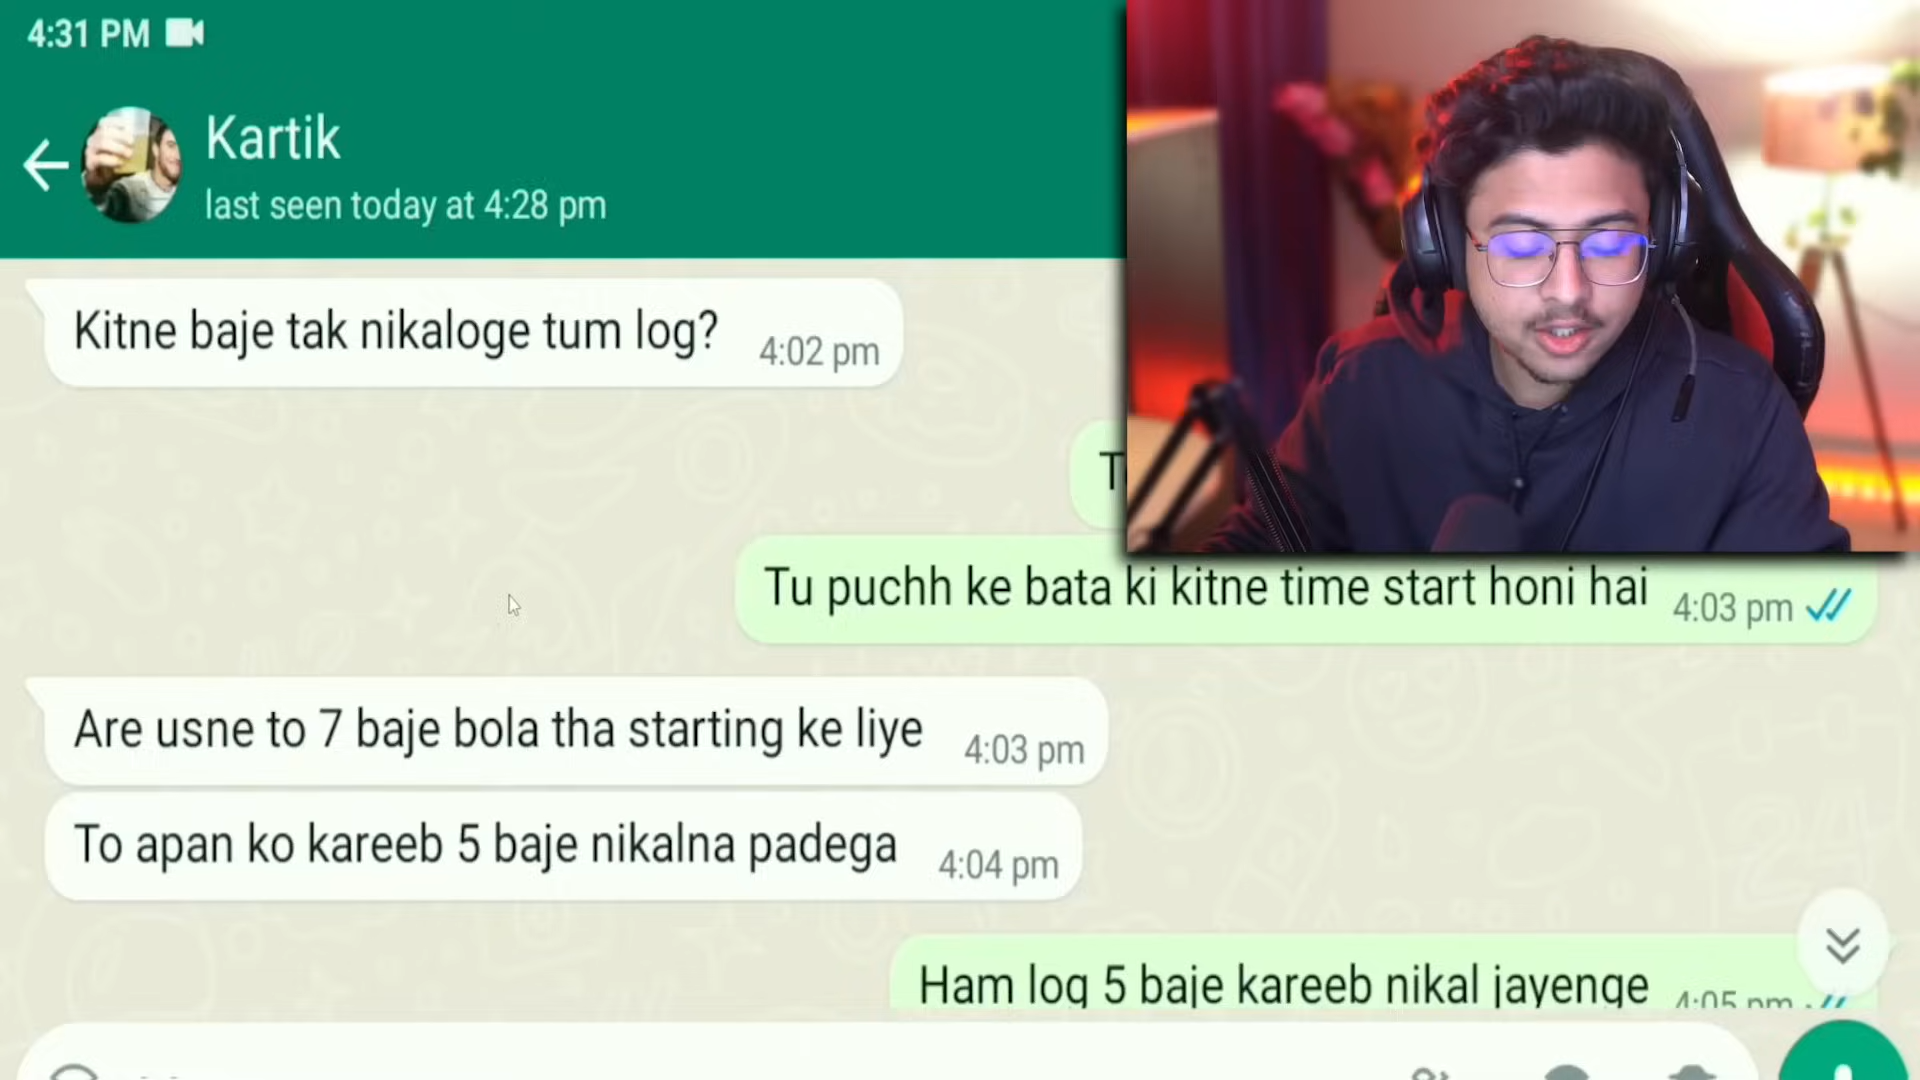 4:31 PM
Kartik
last seen today at 4:28 pm
Kitne baje tak nikaloge tum log? 4:02 pm
Tu puchh ke bata ki kitne time start honi hai 4:03 pm
Are usne to 7 baje bola tha starting ke liye 4:03 pm
To apan ko kareeb 5 baje nikalna padega 4:04 pm
Ham log 5 baje kareeb nikal jayenge 4:05 pm